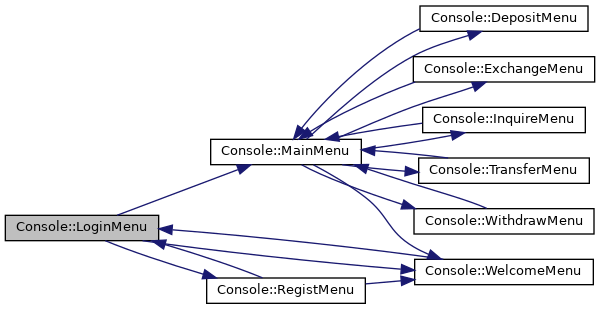 Console::DepositMenu
Console::ExchangeMenu
Console::InquireMenu
Console::MainMenu
Console::TransferMenu
Console::WithdrawMenu
Console::LoginMenu
Console::WelcomeMenu
Console::RegistMenu